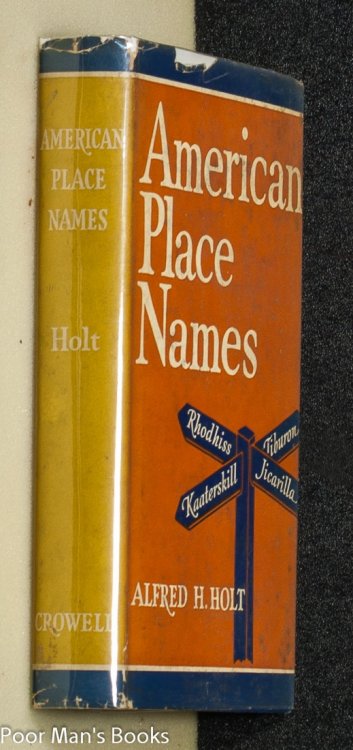 AMERICAN
PLACE
NAMES
Holt
CROWELL
American
Place
Names
Rhodhiss
Tiburon
Kaaterskill
Jicarilla
ALFRED H. HOLT
Poor Man's Books